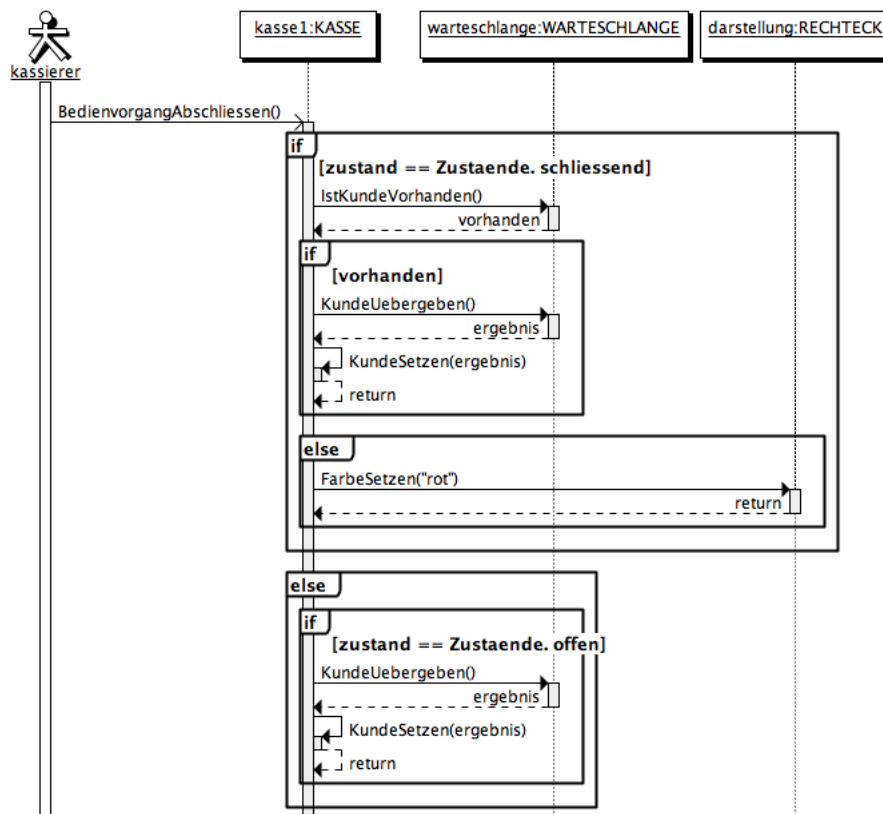 kasse1:KASSE
warteschlange:WARTESCHLANGE
darstellung:RECHTECK
kassierer
BedienvorgangAbschliessen()
if
[zustand == Zustaende. schliessend]
IstKundeVorhanden()
vorhanden
if
[vorhanden]
KundeUebergeben()
ergebnis
KundeSetzen(ergebnis)
return
else
FarbeSetzen("rot")
return
else
if
[zustand == Zustaende. offen]
KundeUebergeben()
ergebnis
KundeSetzen(ergebnis)
return